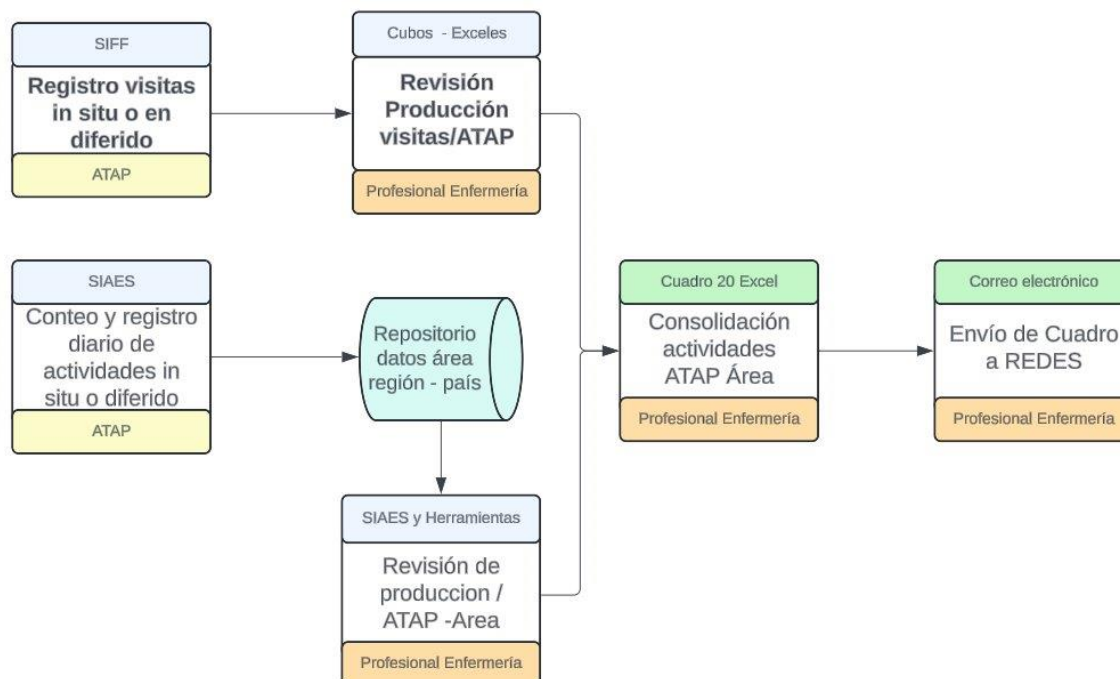 SIFF
Registro visitas
in situ o en
diferido
ATAP
Cubos - Exceles
Revisión
Producción
visitas/ATAP
Profesional Enfermería
SIAES
Conteo y registro
diario de
actividades in
situ o diferido
ATAP
Repositorio
datos área
región - país
SIAES y Herramientas
Revisión de
produccion /
ATAP -Area
Profesional Enfermería
Cuadro 20 Excel
Consolidación
actividades
ATAP Área
Profesional Enfermería
Correo electrónico
Envío de Cuadro
a REDES
Profesional Enfermería